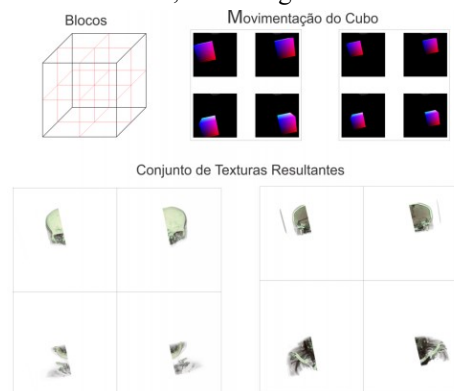 Blocos
Movimentação do Cubo
Conjunto de Texturas Resultantes